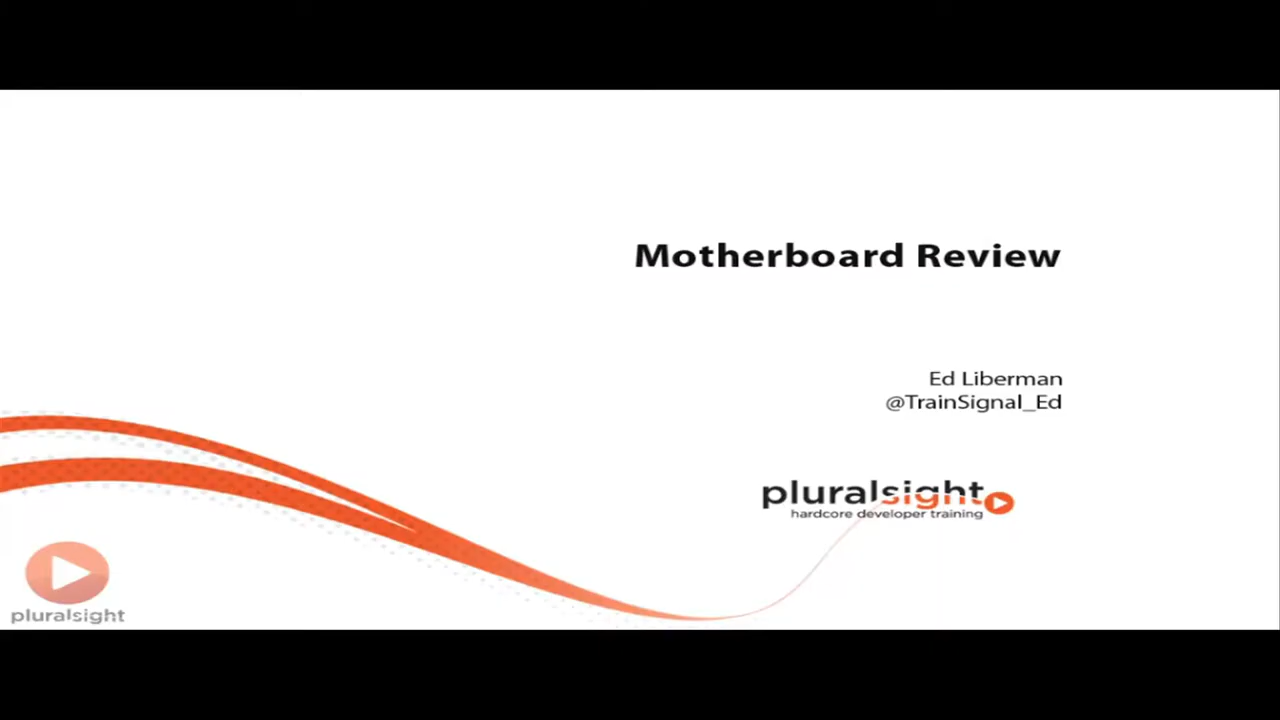 Motherboard Review
Ed Liberman
@TrainSignal_Ed
pluralsight
hardcore developer training
pluralsight